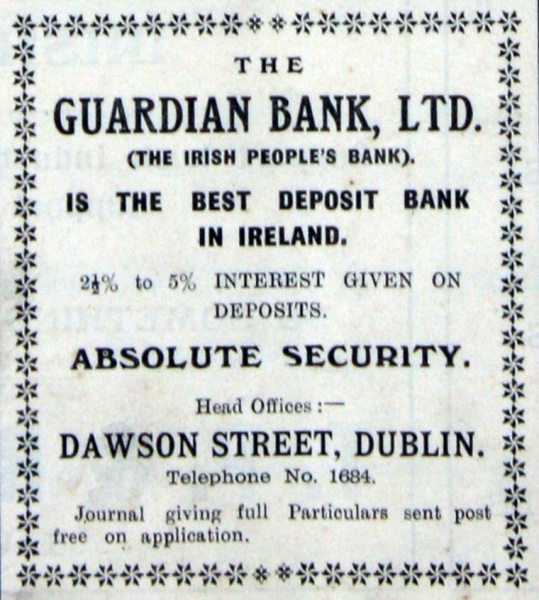 THE
GUARDIAN BANK, LTD.
(THE IRISH PEOPLE'S BANK).
IS THE BEST DEPOSIT BANK
IN IRELAND.
2½% to 5% INTEREST GIVEN ON
DEPOSITS.
ABSOLUTE SECURITY.
Head Offices :—
DAWSON STREET, DUBLIN.
Telephone No. 1684.
Journal giving full Particulars sent post
free on application.